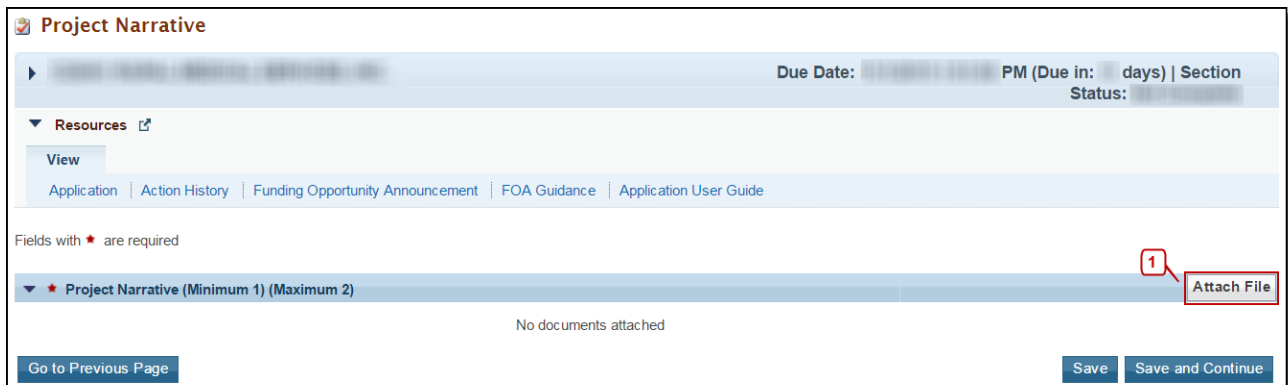 Project Narrative
Due Date: PM (Due in: days) | Section
Status:
Resources
View
Application | Action History | Funding Opportunity Announcement | FOA Guidance | Application User Guide
Fields with ★ are required
1
★ Project Narrative (Minimum 1) (Maximum 2) Attach File
No documents attached
Go to Previous Page Save Save and Continue